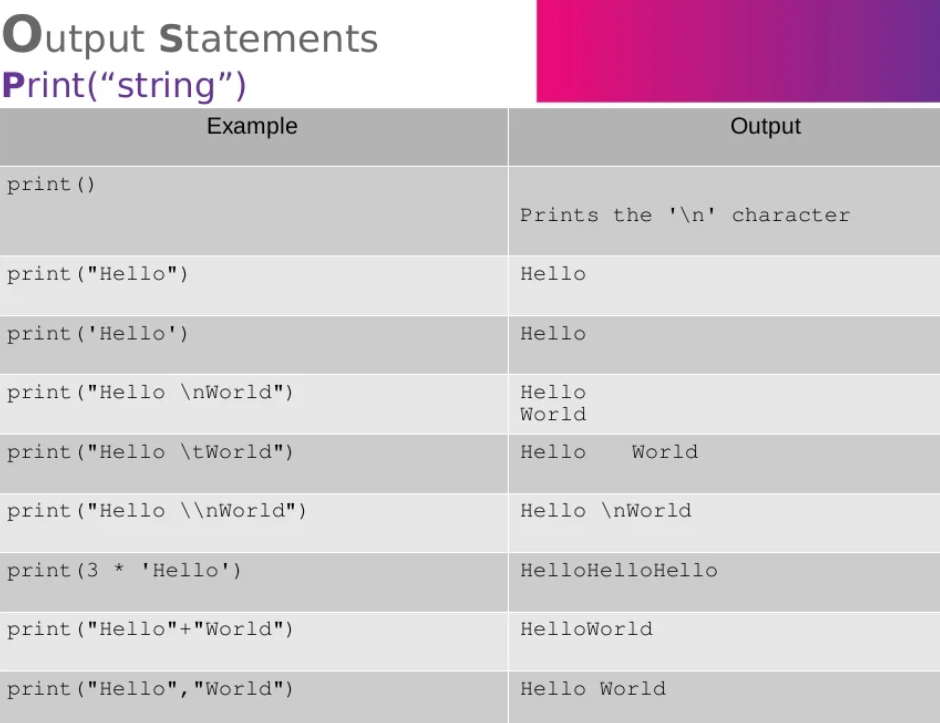 Output Statements
Print(“string”)
Example Output
print()
Prints the '\n' character
print("Hello") Hello
print('Hello') Hello
print("Hello \nWorld") Hello
World
print("Hello \tWorld") Hello World
print("Hello \\nWorld") Hello \nWorld
print(3 * 'Hello') HelloHelloHello
print("Hello"+"World") HelloWorld
print("Hello","World") Hello World